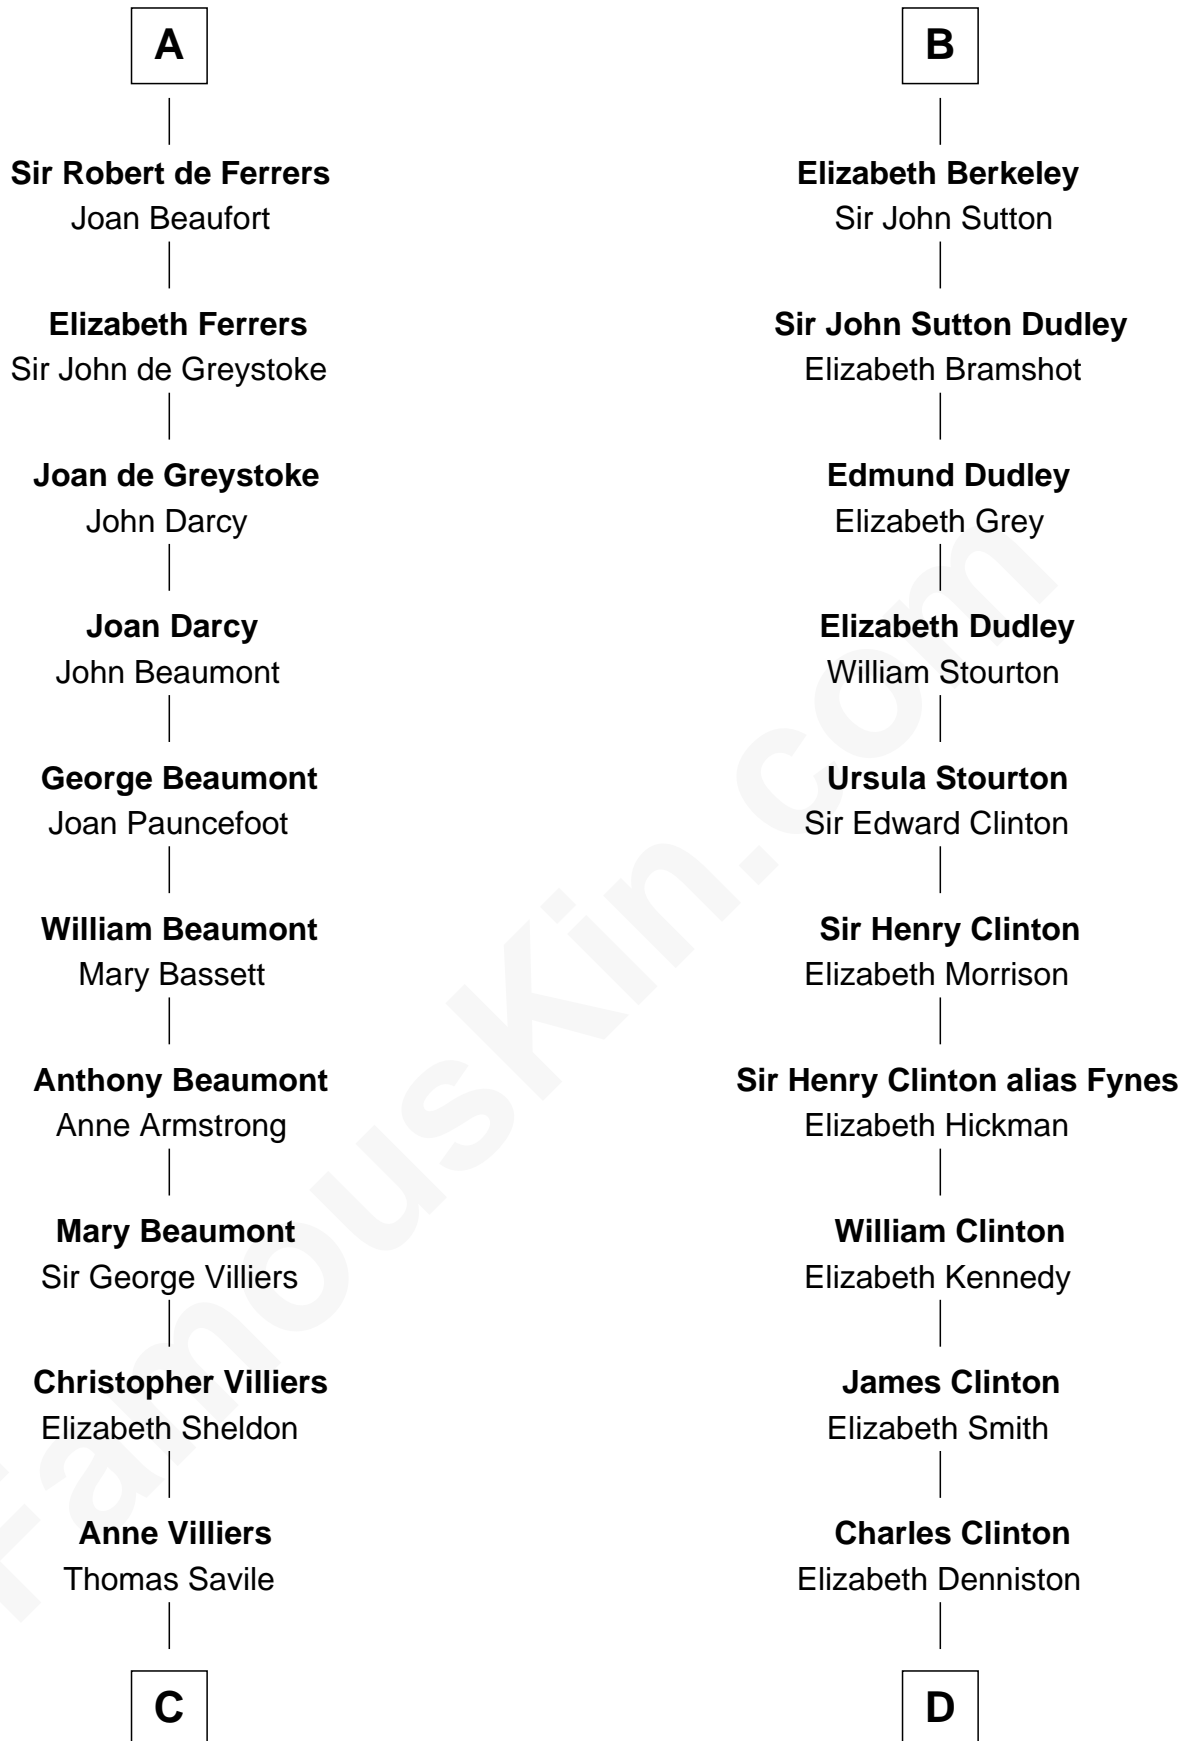 A
Sir Robert de Ferrers
Joan Beaufort
Elizabeth Ferrers
Sir John de Greystoke
Joan de Greystoke
John Darcy
Joan Darcy
John Beaumont
George Beaumont
Joan Pauncefoot
William Beaumont
Mary Bassett
Anthony Beaumont
Anne Armstrong
Mary Beaumont
Sir George Villiers
Christopher Villiers
Elizabeth Sheldon
Anne Villiers
Thomas Savile
C
B
Elizabeth Berkeley
Sir John Sutton
Sir John Sutton Dudley
Elizabeth Bramshot
Edmund Dudley
Elizabeth Grey
Elizabeth Dudley
William Stourton
Ursula Stourton
Sir Edward Clinton
Sir Henry Clinton
Elizabeth Morrison
Sir Henry Clinton alias Fynes
Elizabeth Hickman
William Clinton
Elizabeth Kennedy
James Clinton
Elizabeth Smith
Charles Clinton
Elizabeth Denniston
D
FamousKin.com